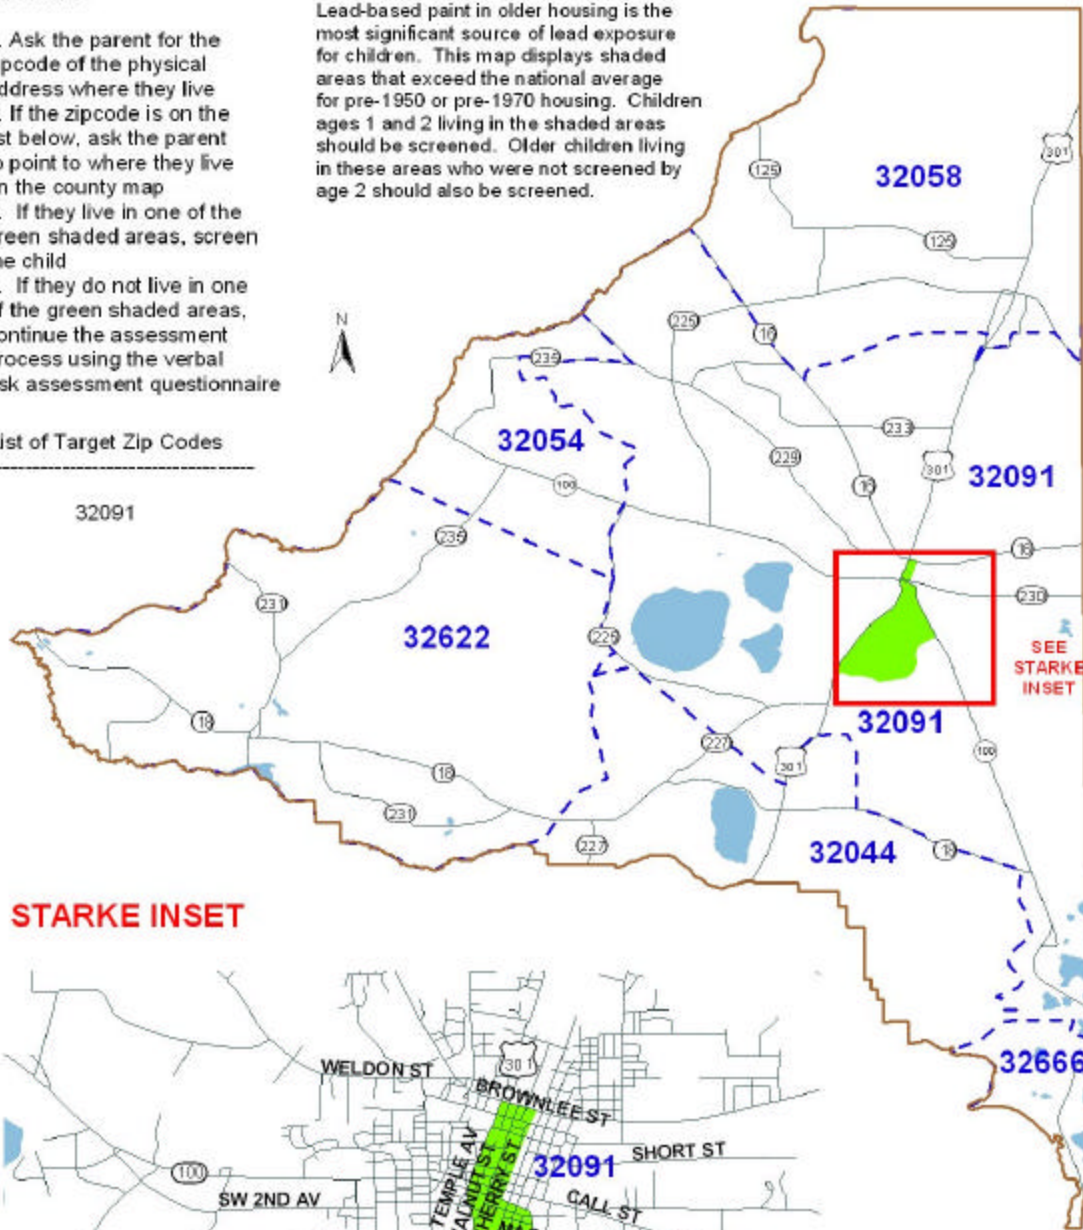 . Ask the parent for the
pcode of the physical
ddress where they live
. If the zipcode is on the
st below, ask the parent
o point to where they live
n the county map
. If they live in one of the
reen shaded areas, screen
ne child
. If they do not live in one
f the green shaded areas,
ontinue the assessment
rocess using the verbal
sk assessment questionnaire
ist of Target Zip Codes
32091
Lead-based paint in older housing is the
most significant source of lead exposure
for children. This map displays shaded
areas that exceed the national average
for pre-1950 or pre-1970 housing. Children
ages 1 and 2 living in the shaded areas
should be screened. Older children living
in these areas who were not screened by
age 2 should also be screened.
N
301
125
32058
125
225
16
235
32054
233
229
301
32091
100
16
235
16
231
230
32622
225
SEE
STARKE
INSET
18
32091
227
301
100
18
231
227
32044
18
STARKE INSET
32666
301
WELDON ST
BROWNLEE ST
SHORT ST
32091
100
SW 2ND AV
TEMPLE AV
ALNUT ST
HERRY ST
CALL ST